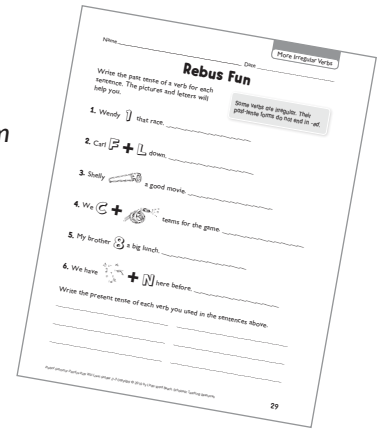 n
More Irregular Verbs
Name Date
Rebus Fun
Write the past tense of a verb for each
sentence. The pictures and letters will
help you.
Some verbs are irregular. Their
past-tense forms do not end in -ed.
1. Wendy 1 that race.
2. Carl F + L down.
3. Shelly a good movie.
4. We C + teams for the game.
5. My brother 8 a big lunch.
6. We have + N here before.
Write the present tense of each verb you used in the sentences above.
29